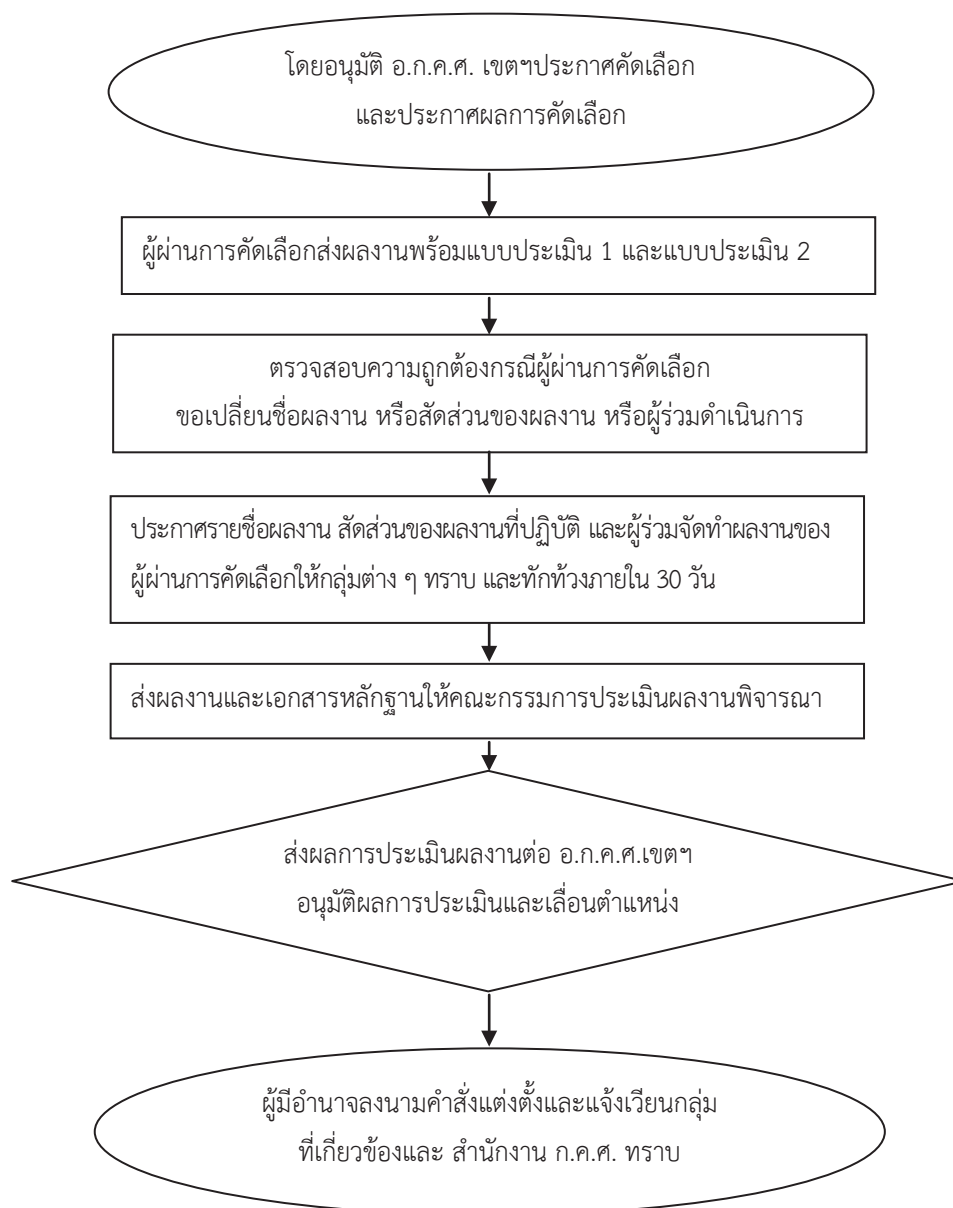 โดยอนุมัติ อ.ก.ค.ศ. เขตฯประกาศคัดเลือก
และประกาศผลการคัดเลือก
ผู้ผ่านการคัดเลือกส่งผลงานพร้อมแบบประเมิน 1 และแบบประเมิน 2
ตรวจสอบความถูกต้องกรณีผู้ผ่านการคัดเลือก
ขอเปลี่ยนชื่อผลงาน หรือสัดส่วนของผลงาน หรือผู้ร่วมดำเนินการ
ประกาศรายชื่อผลงาน สัดส่วนของผลงานที่ปฏิบัติ และผู้ร่วมจัดทำผลงานของ
ผู้ผ่านการคัดเลือกให้กลุ่มต่าง ๆ ทราบ และทักท้วงภายใน 30 วัน
ส่งผลงานและเอกสารหลักฐานให้คณะกรรมการประเมินผลงานพิจารณา
ส่งผลการประเมินผลงานต่อ อ.ก.ค.ศ.เขตฯ
อนุมัติผลการประเมินและเลื่อนตำแหน่ง
ผู้มีอำนาจลงนามคำสั่งแต่งตั้งและแจ้งเวียนกลุ่ม
ที่เกี่ยวข้องและ สำนักงาน ก.ค.ศ. ทราบ